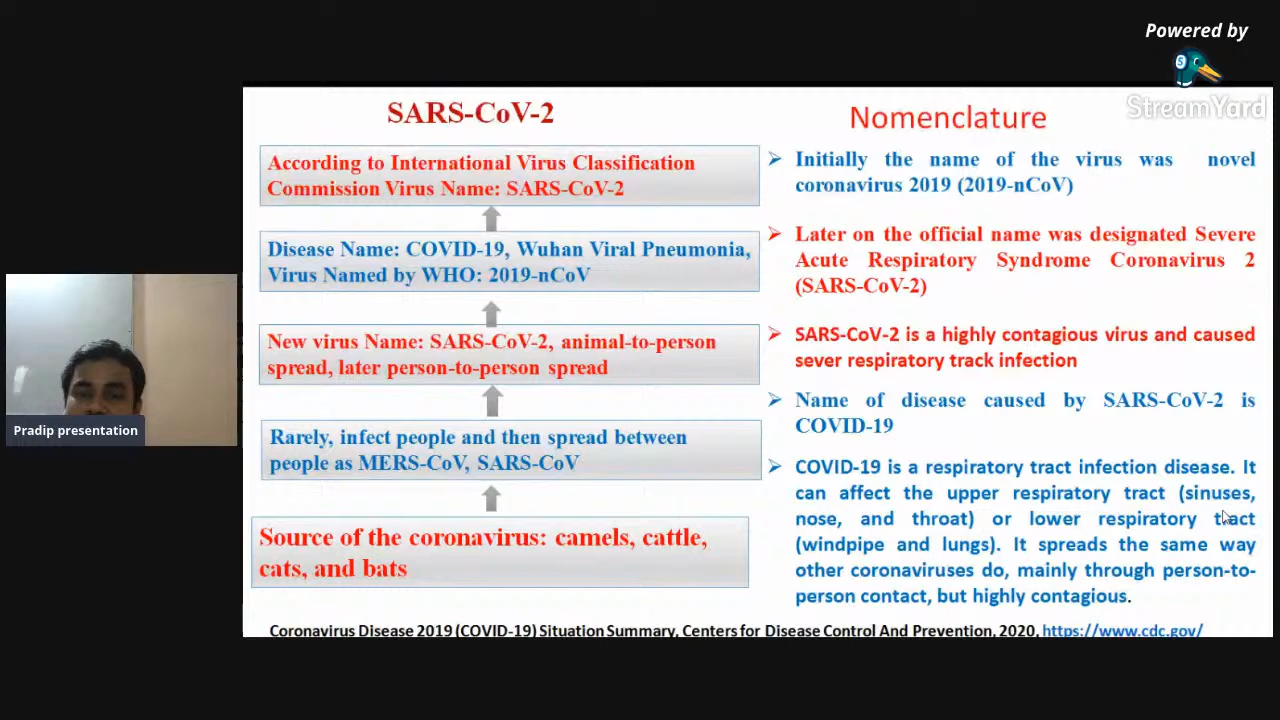 Powered by
StreamYard
SARS-CoV-2
According to International Virus Classification
Commission Virus Name: SARS-CoV-2
Disease Name: COVID-19, Wuhan Viral Pneumonia,
Virus Named by WHO: 2019-nCoV
New virus Name: SARS-CoV-2, animal-to-person
spread, later person-to-person spread
Rarely, infect people and then spread between
people as MERS-CoV, SARS-CoV
Source of the coronavirus: camels, cattle,
cats, and bats
Nomenclature
Initially the name of the virus was novel
coronavirus 2019 (2019-nCoV)
Later on the official name was designated Severe
Acute Respiratory Syndrome Coronavirus 2
(SARS-CoV-2)
SARS-CoV-2 is a highly contagious virus and caused
sever respiratory track infection
Name of disease caused by SARS-CoV-2 is
COVID-19
COVID-19 is a respiratory tract infection disease. It
can affect the upper respiratory tract (sinuses,
nose, and throat) or lower respiratory tract
(windpipe and lungs). It spreads the same way
other coronaviruses do, mainly through person-to-
person contact, but highly contagious.
Coronavirus Disease 2019 (COVID-19) Situation Summary, Centers for Disease Control And Prevention, 2020, https://www.cdc.gov/
Pradip presentation